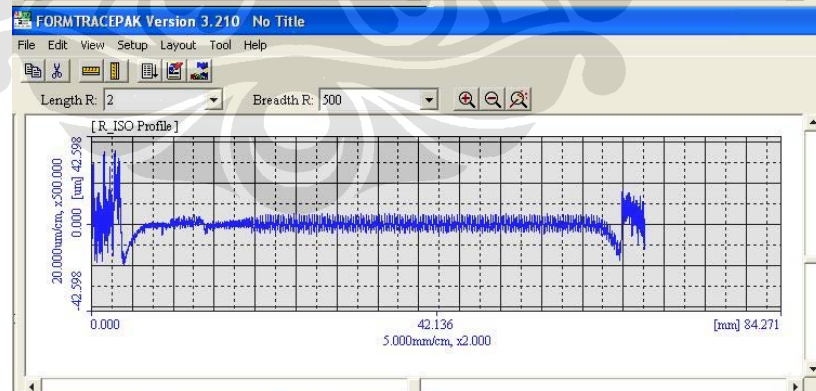 FORMTRACEPAK Version 3.210 No Title
File Edit View Setup Layout Tool Help
Length R: 2 Breadth R: 500
[ R_ISO Profile ]
20.000um/cm, x500.000
[um] 42.598
0.000
-42.598
0.000 42.136 [mm] 84.271
5.000mm/cm, x2.000